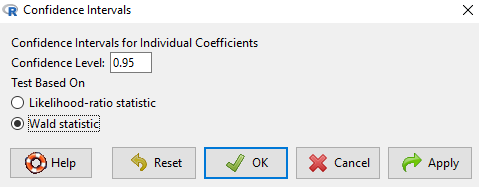 Confidence Intervals
Confidence Intervals for Individual Coefficients
Confidence Level: 0.95
Test Based On
Likelihood-ratio statistic
Wald statistic
Help Reset OK Cancel Apply